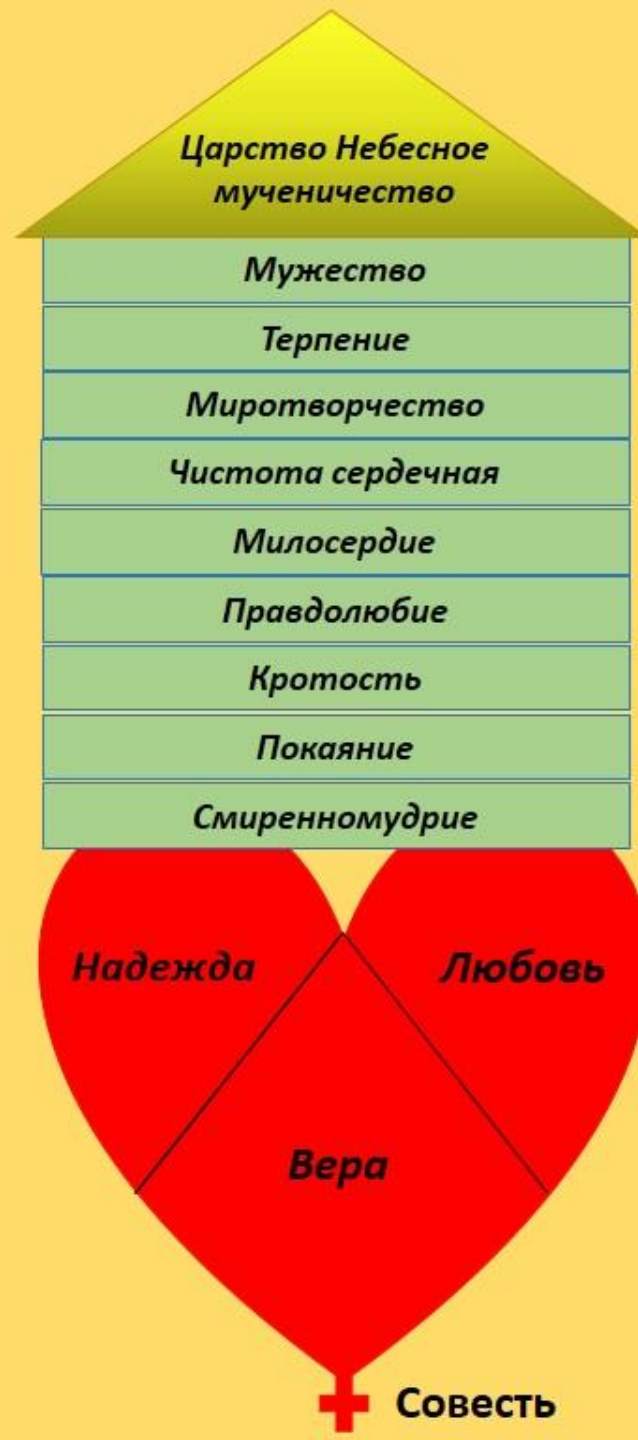 Царство Небесное
мученичество
Мужество
Терпение
Миротворчество
Чистота сердечная
Милосердие
Правдолюбие
Кротость
Покаяние
Смиренномудрие
Надежда
Любовь
Вера
Совесть